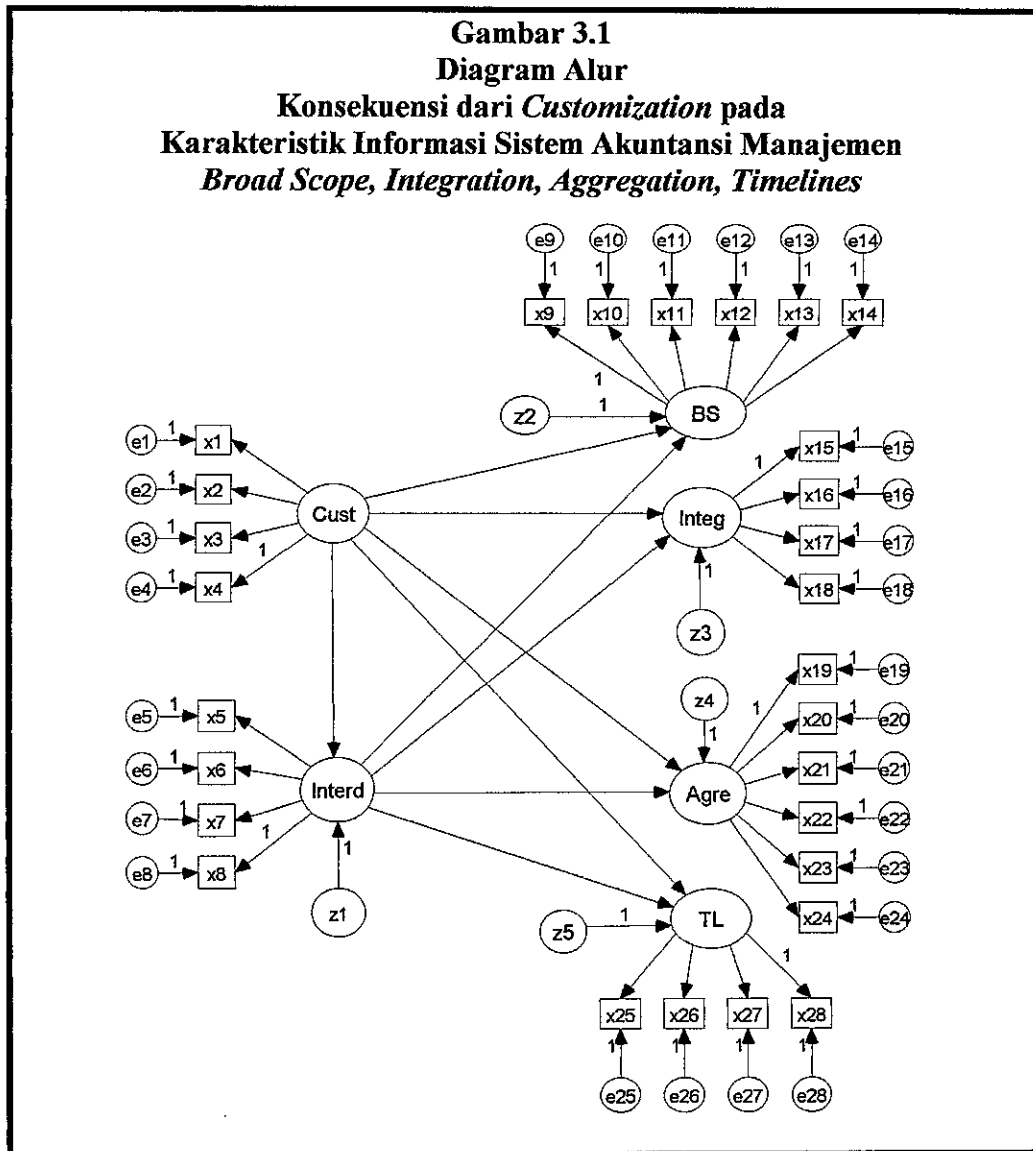 Gambar 3.1
Diagram Alur
Konsekuensi dari Customization pada
Karakteristik Informasi Sistem Akuntansi Manajemen
Broad Scope, Integration, Aggregation, Timelines
e9 e10 e11 e12 e13 e14
1 1 1 1 1 1
x9 x10 x11 x12 x13 x14
1
z2 1 BS
e1 1 x1
e2 1 x2
e3 1 x3
1
e4 1 x4
Cust
Integ
1
x15 1 e15
x16 1 e16
x17 1 e17
x18 1 e18
1
z3
z4
1
e5 1 x5
e6 1 x6
e7 1 x7
1
e8 1 x8
Interd
1
z1
Agre
1
x19 1 e19
x20 1 e20
x21 1 e21
x22 1 e22
x23 1 e23
x24 1 e24
z5 1 TL
1
x25 x26 x27 x28
1 1 1 1
e25 e26 e27 e28